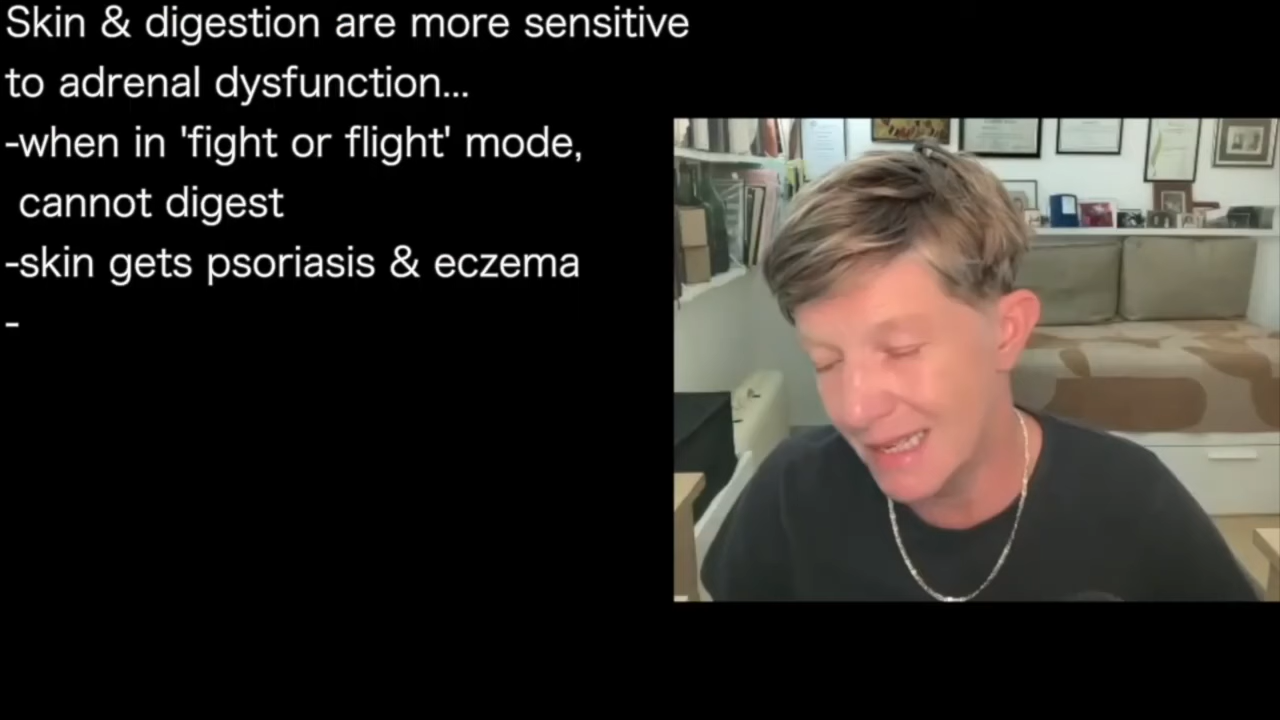 Skin & digestion are more sensitive
to adrenal dysfunction...
-when in 'fight or flight' mode,
cannot digest
-skin gets psoriasis & eczema
-